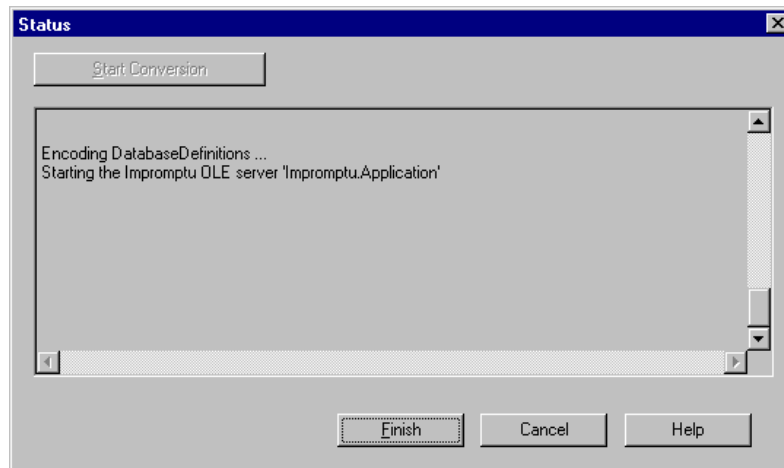 Status
Start Conversion
Encoding DatabaseDefinitions ...
Starting the Impromptu OLE server 'Impromptu.Application'
Finish
Cancel
Help